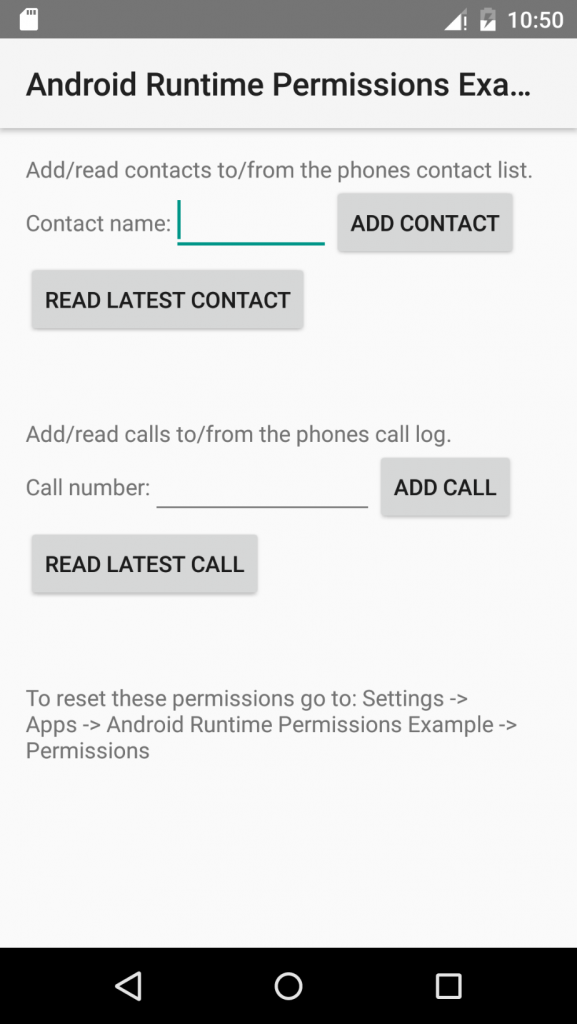 10:50
Android Runtime Permissions Exa...
Add/read contacts to/from the phones contact list.
Contact name: ADD CONTACT
READ LATEST CONTACT
Add/read calls to/from the phones call log.
Call number: ADD CALL
READ LATEST CALL
To reset these permissions go to: Settings ->
Apps -> Android Runtime Permissions Example ->
Permissions